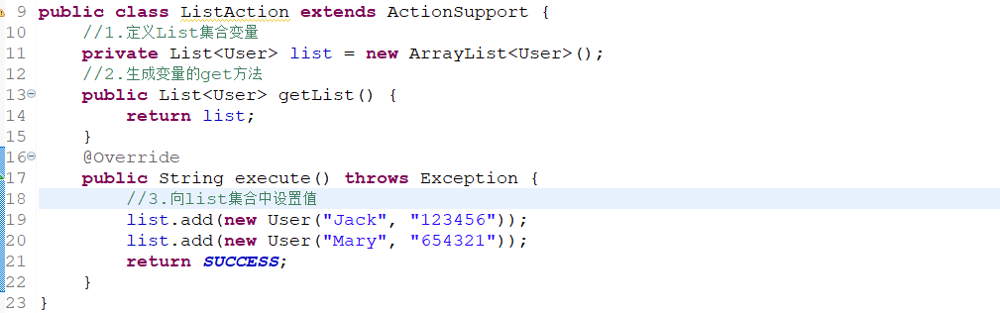 9 public class ListAction extends ActionSupport {
10 //1.定义List集合变量
11 private List<User> list = new ArrayList<User>();
12 //2.生成变量的get方法
13 public List<User> getList() {
14 return list;
15 }
16 @Override
17 public String execute() throws Exception {
18 //3.向list集合中设置值
19 list.add(new User("Jack", "123456"));
20 list.add(new User("Mary", "654321"));
21 return SUCCESS;
22 }
23 }